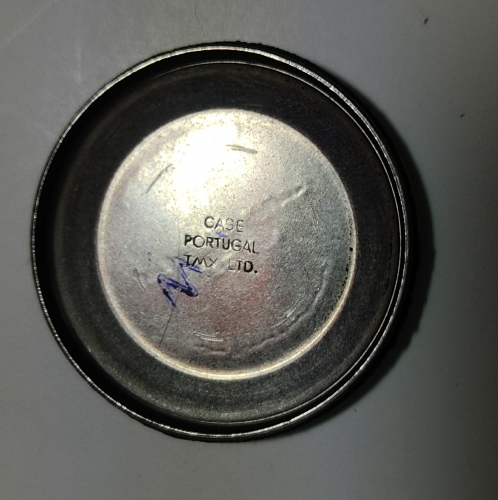 CASE
PORTUGAL
TMX LTD.